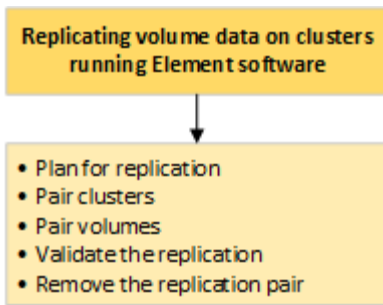 Replicating volume data on clusters
running Element software
• Plan for replication
• Pair clusters
• Pair volumes
• Validate the replication
• Remove the replication pair